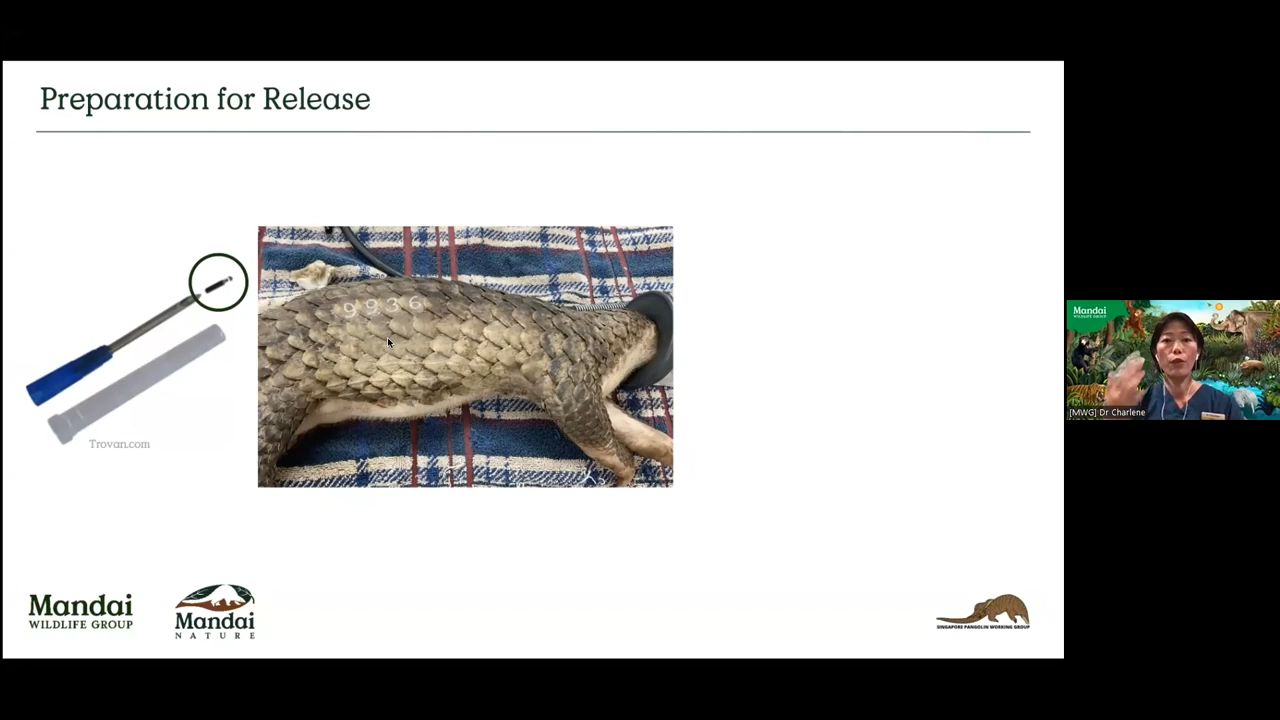 Preparation for Release
9936
Trovan.com
Mandai
WILDLIFE GROUP
Mandai
NATURE
SINGAPORE PANGOLIN WORKING GROUP
Mandai
WILDLIFE GROUP
[MWG] Dr Charlene